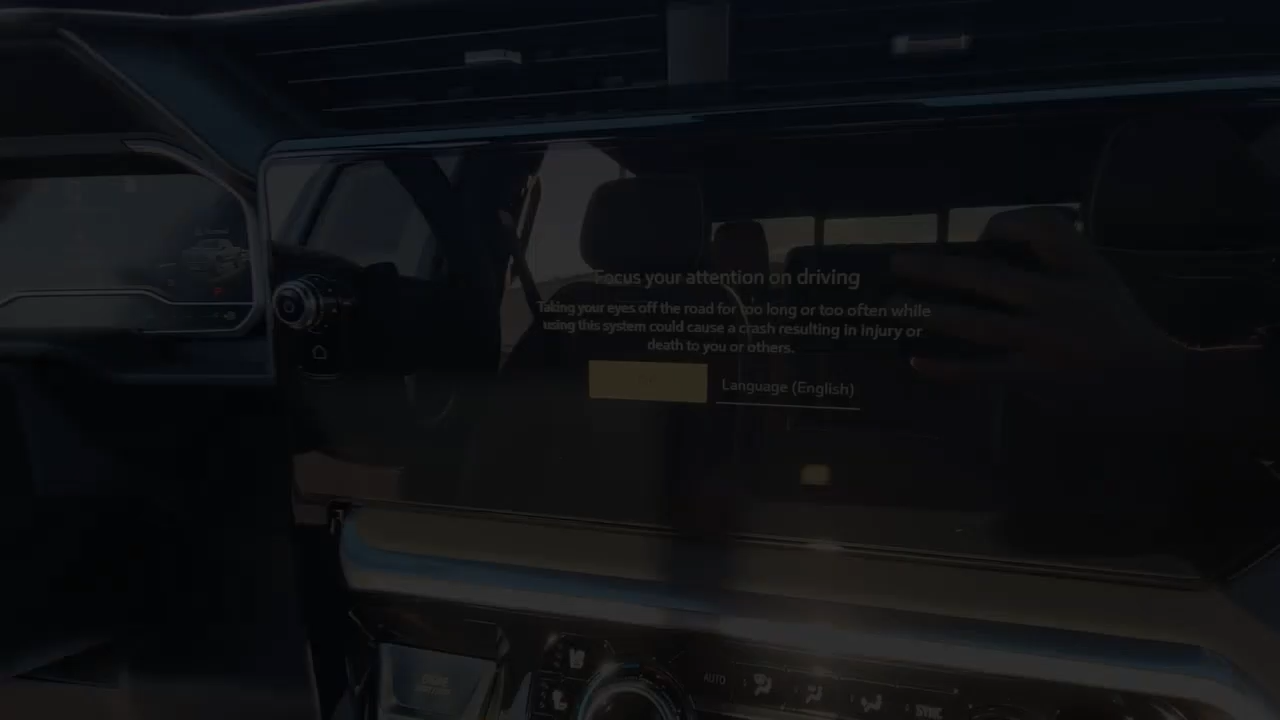 Focus your attention on driving
Taking your eyes off the road for too long or too often while
using this system could cause a crash resulting in injury or
death to you or others.
Language (English)
AUTO
SYNC